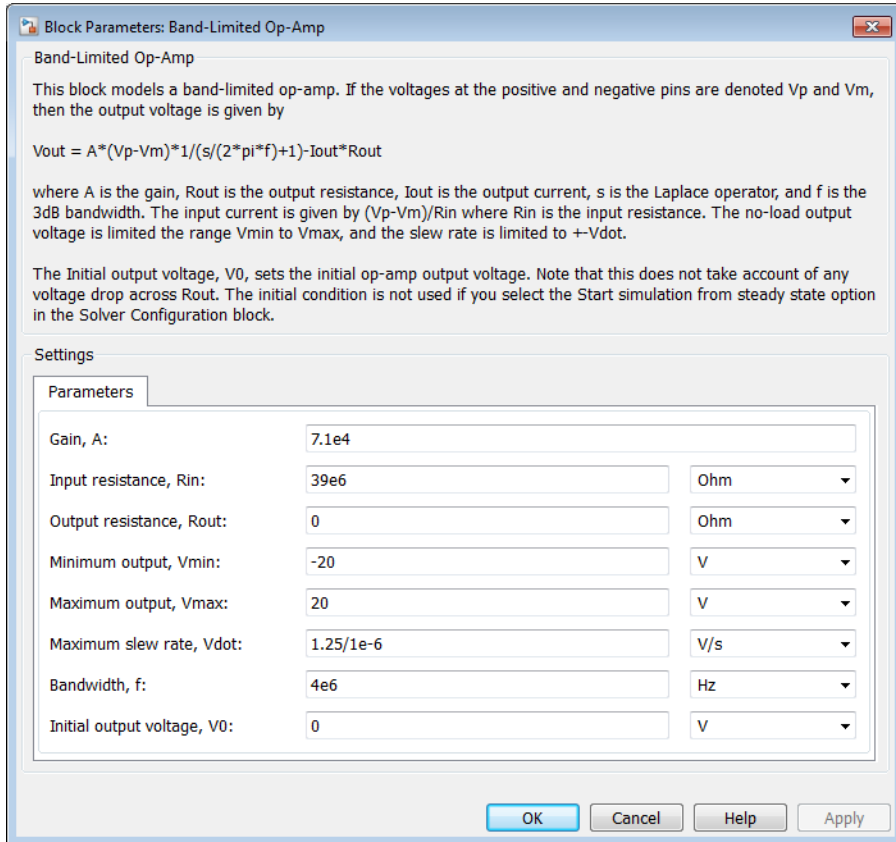 Block Parameters: Band-Limited Op-Amp
Band-Limited Op-Amp
This block models a band-limited op-amp. If the voltages at the positive and negative pins are denoted Vp and Vm,
then the output voltage is given by
Vout = A*(Vp-Vm)*1/(s/(2*pi*f)+1)-Iout*Rout
where A is the gain, Rout is the output resistance, Iout is the output current, s is the Laplace operator, and f is the
3dB bandwidth. The input current is given by (Vp-Vm)/Rin where Rin is the input resistance. The no-load output
voltage is limited the range Vmin to Vmax, and the slew rate is limited to +-Vdot.
The Initial output voltage, V0, sets the initial op-amp output voltage. Note that this does not take account of any
voltage drop across Rout. The initial condition is not used if you select the Start simulation from steady state option
in the Solver Configuration block.
Settings
Parameters
Gain, A: 7.1e4
Input resistance, Rin: 39e6 Ohm
Output resistance, Rout: 0 Ohm
Minimum output, Vmin: -20 V
Maximum output, Vmax: 20 V
Maximum slew rate, Vdot: 1.25/1e-6 V/s
Bandwidth, f: 4e6 Hz
Initial output voltage, V0: 0 V
OK Cancel Help Apply